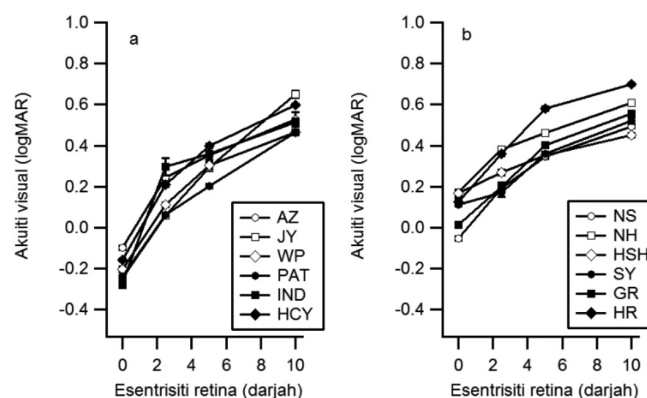 a
1.0
0.8
0.6
0.4
0.2
0.0
-0.2
-0.4
Akuiti visual (logMAR)
AZ
JY
WP
PAT
IND
HCY
0 2 4 6 8 10
Esentrisiti retina (darjah)
b
1.0
0.8
0.6
0.4
0.2
0.0
-0.2
-0.4
Akuiti visual (logMAR)
NS
NH
HSH
SY
GR
HR
0 2 4 6 8 10
Esentrisiti retina (darjah)